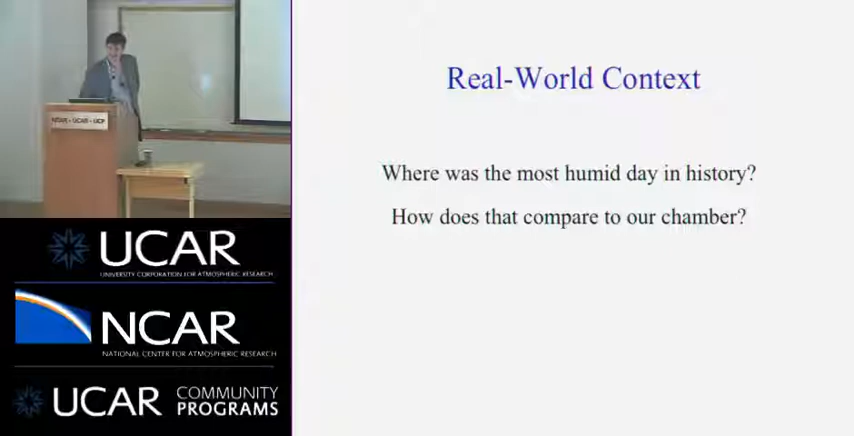 Real-World Context
Where was the most humid day in history?
How does that compare to our chamber?
NCAR • UCAR • UCP
UCAR
UNIVERSITY CORPORATION FOR ATMOSPHERIC RESEARCH
NCAR
NATIONAL CENTER FOR ATMOSPHERIC RESEARCH
UCAR
COMMUNITY
PROGRAMS